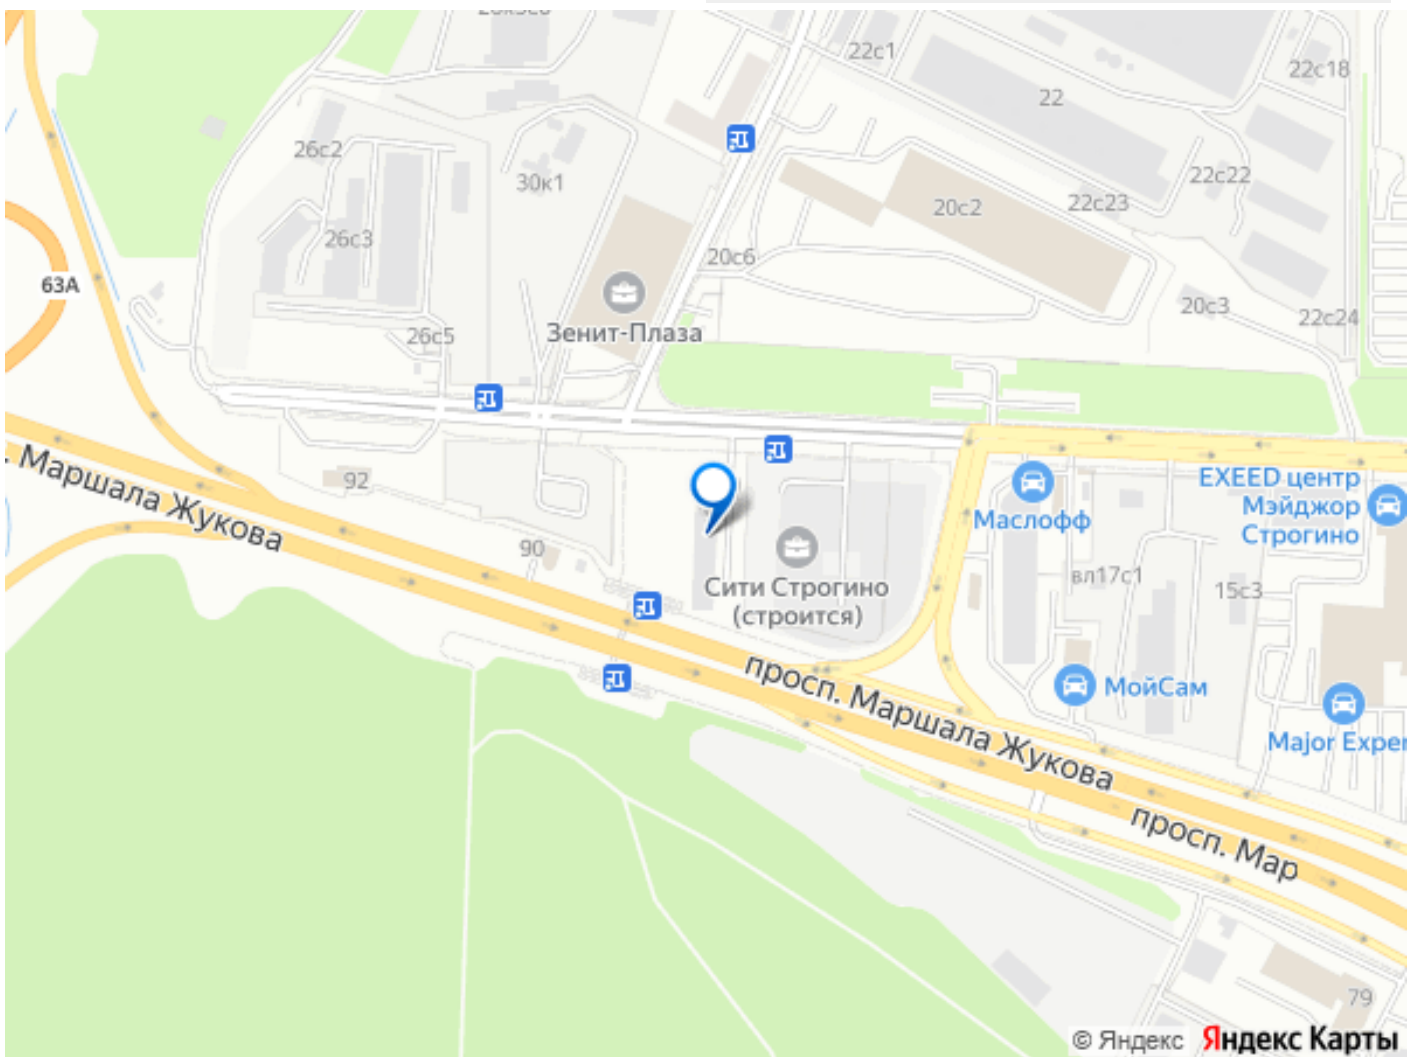 22с1
22с18
22
26с2
30к1
22с22
22с23
20с2
26с3
20с6
63А
20с3
22с24
Зенит-Плаза
26с5
92
. Маршала Жукова
EXEED центр
Мэйджор
Строгино
Маслофф
90
вл17с1
15с3
Сити Строгино
(строится)
просп. Маршала Жукова
МойСам
Major Exper
просп. Мар
79
© Яндекс Яндекс Карты